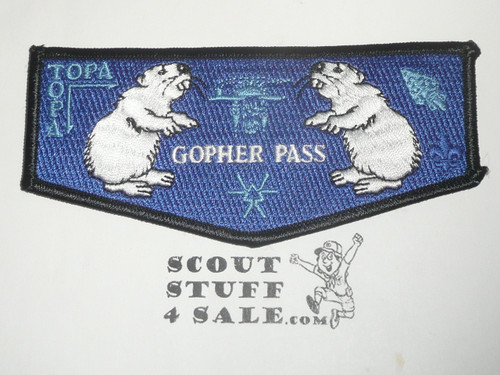 TOPA
TOPA
GOPHER PASS
SCOUT
STUFF
4 SALE.com